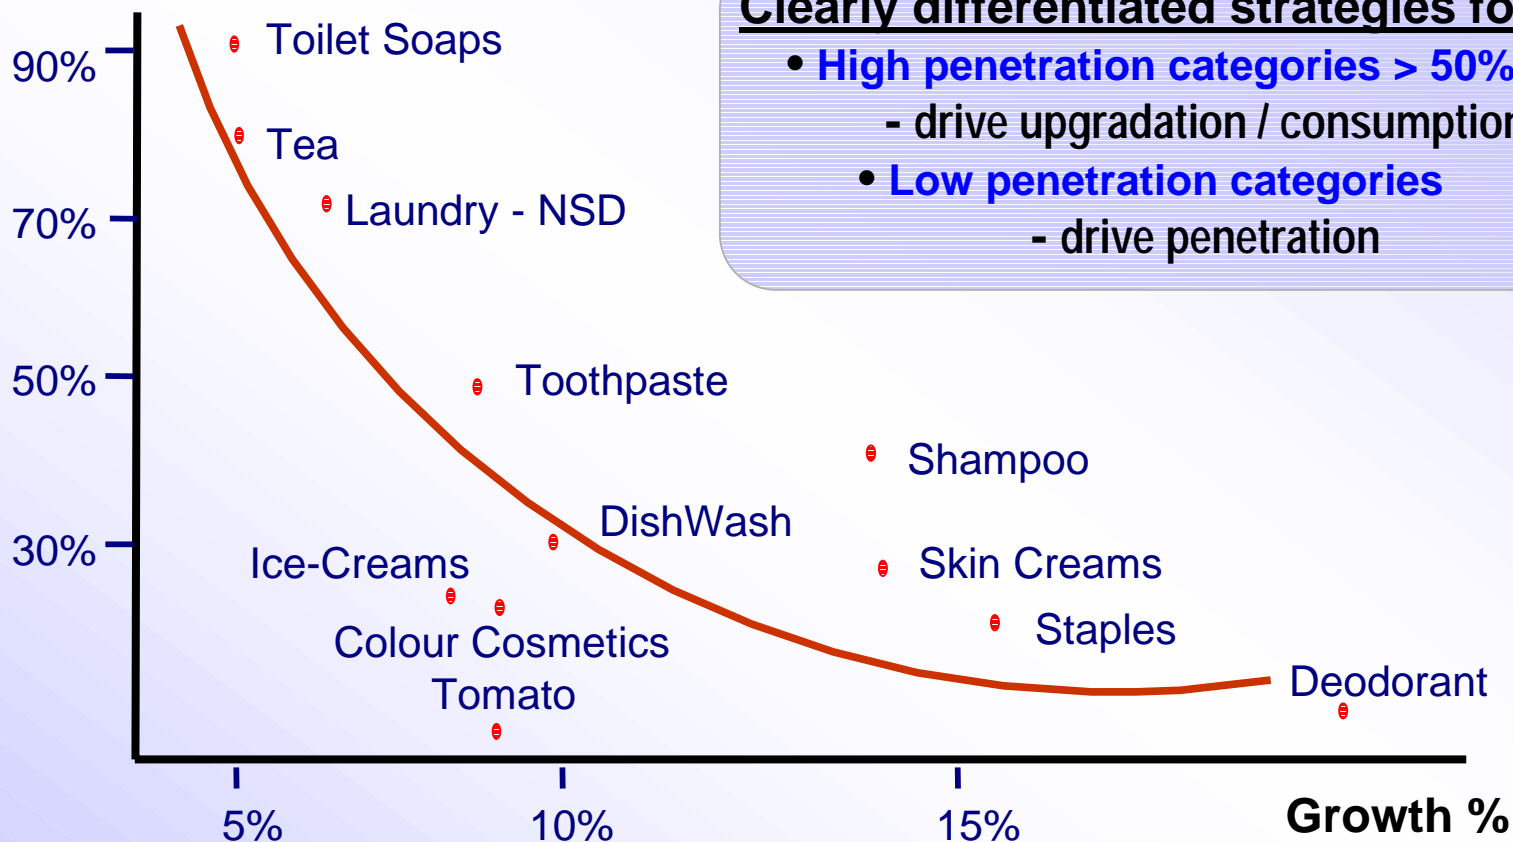 Clearly differentiated strategies fo
• High penetration categories > 50%
- drive upgradation / consumption
• Low penetration categories
- drive penetration
90%
Toilet Soaps
Tea
70%
Laundry - NSD
50%
Toothpaste
Shampoo
DishWash
30%
Ice-Creams
Skin Creams
Colour Cosmetics
Staples
Tomato
Deodorant
5%
10%
15%
Growth %